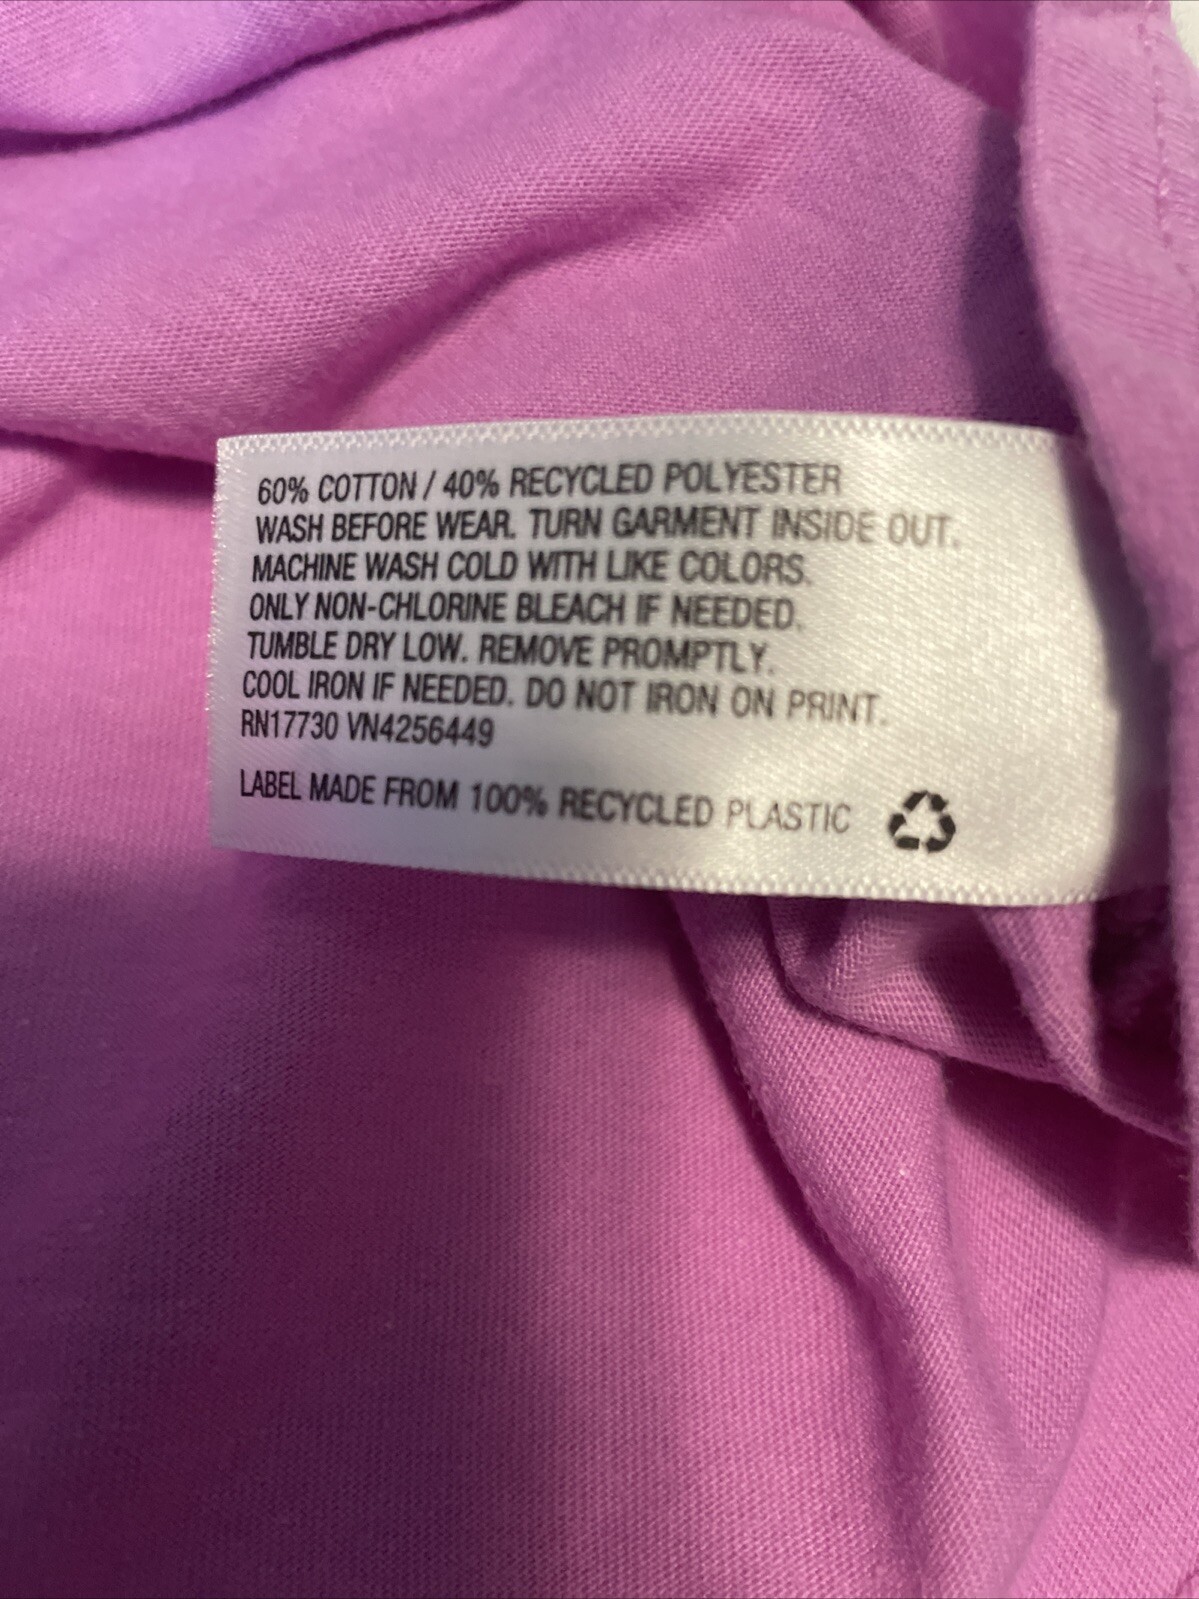 60% COTTON / 40% RECYCLED POLYESTER
WASH BEFORE WEAR. TURN GARMENT INSIDE OUT.
MACHINE WASH COLD WITH LIKE COLORS.
ONLY NON-CHLORINE BLEACH IF NEEDED.
TUMBLE DRY LOW. REMOVE PROMPTLY.
COOL IRON IF NEEDED. DO NOT IRON ON PRINT.
RN17730 VN4256449
LABEL MADE FROM 100% RECYCLED PLASTIC